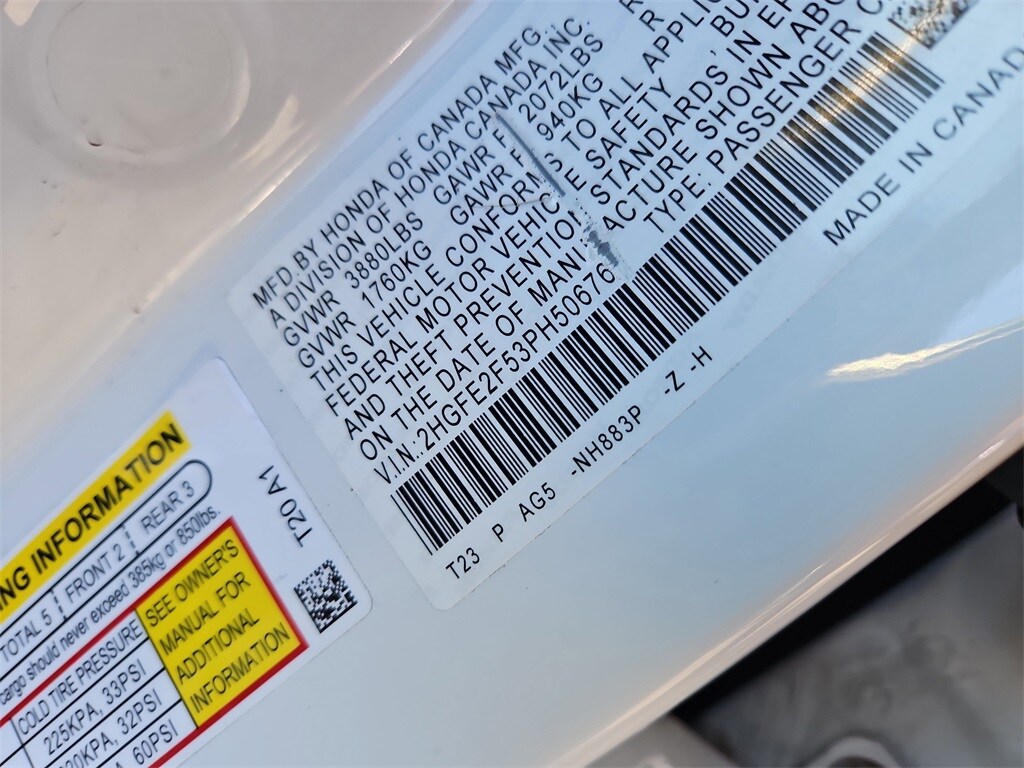 MFD.BY HONDA OF CANADA MFG.
A DIVISION OF HONDA CANADA INC.
GVWR 3880LBS GAWR F 2072LBS R
GVWR 1760KG GAWR F 940KG R
THIS VEHICLE CONFORMS TO ALL APPLIC
FEDERAL MOTOR VEHICLE SAFETY
AND THEFT PREVENTION STANDARDS IN EF
ON THE DATE OF MANUFACTURE SHOWN ABO
V.I.N.:2HGFE2F53PH50676 TYPE: PASSENGER C
MADE IN CANAD
T23 P AG5 -NH883P -Z -H
NG INFORMATION
TOTAL 5 FRONT 2 REAR 3
cargo should never exceed 385kg or 850lbs.
COLD TIRE PRESSURE
225KPA, 33PSI
32PSI
60PSI
SEE OWNER'S
MANUAL FOR
ADDITIONAL
INFORMATION
T20 A1